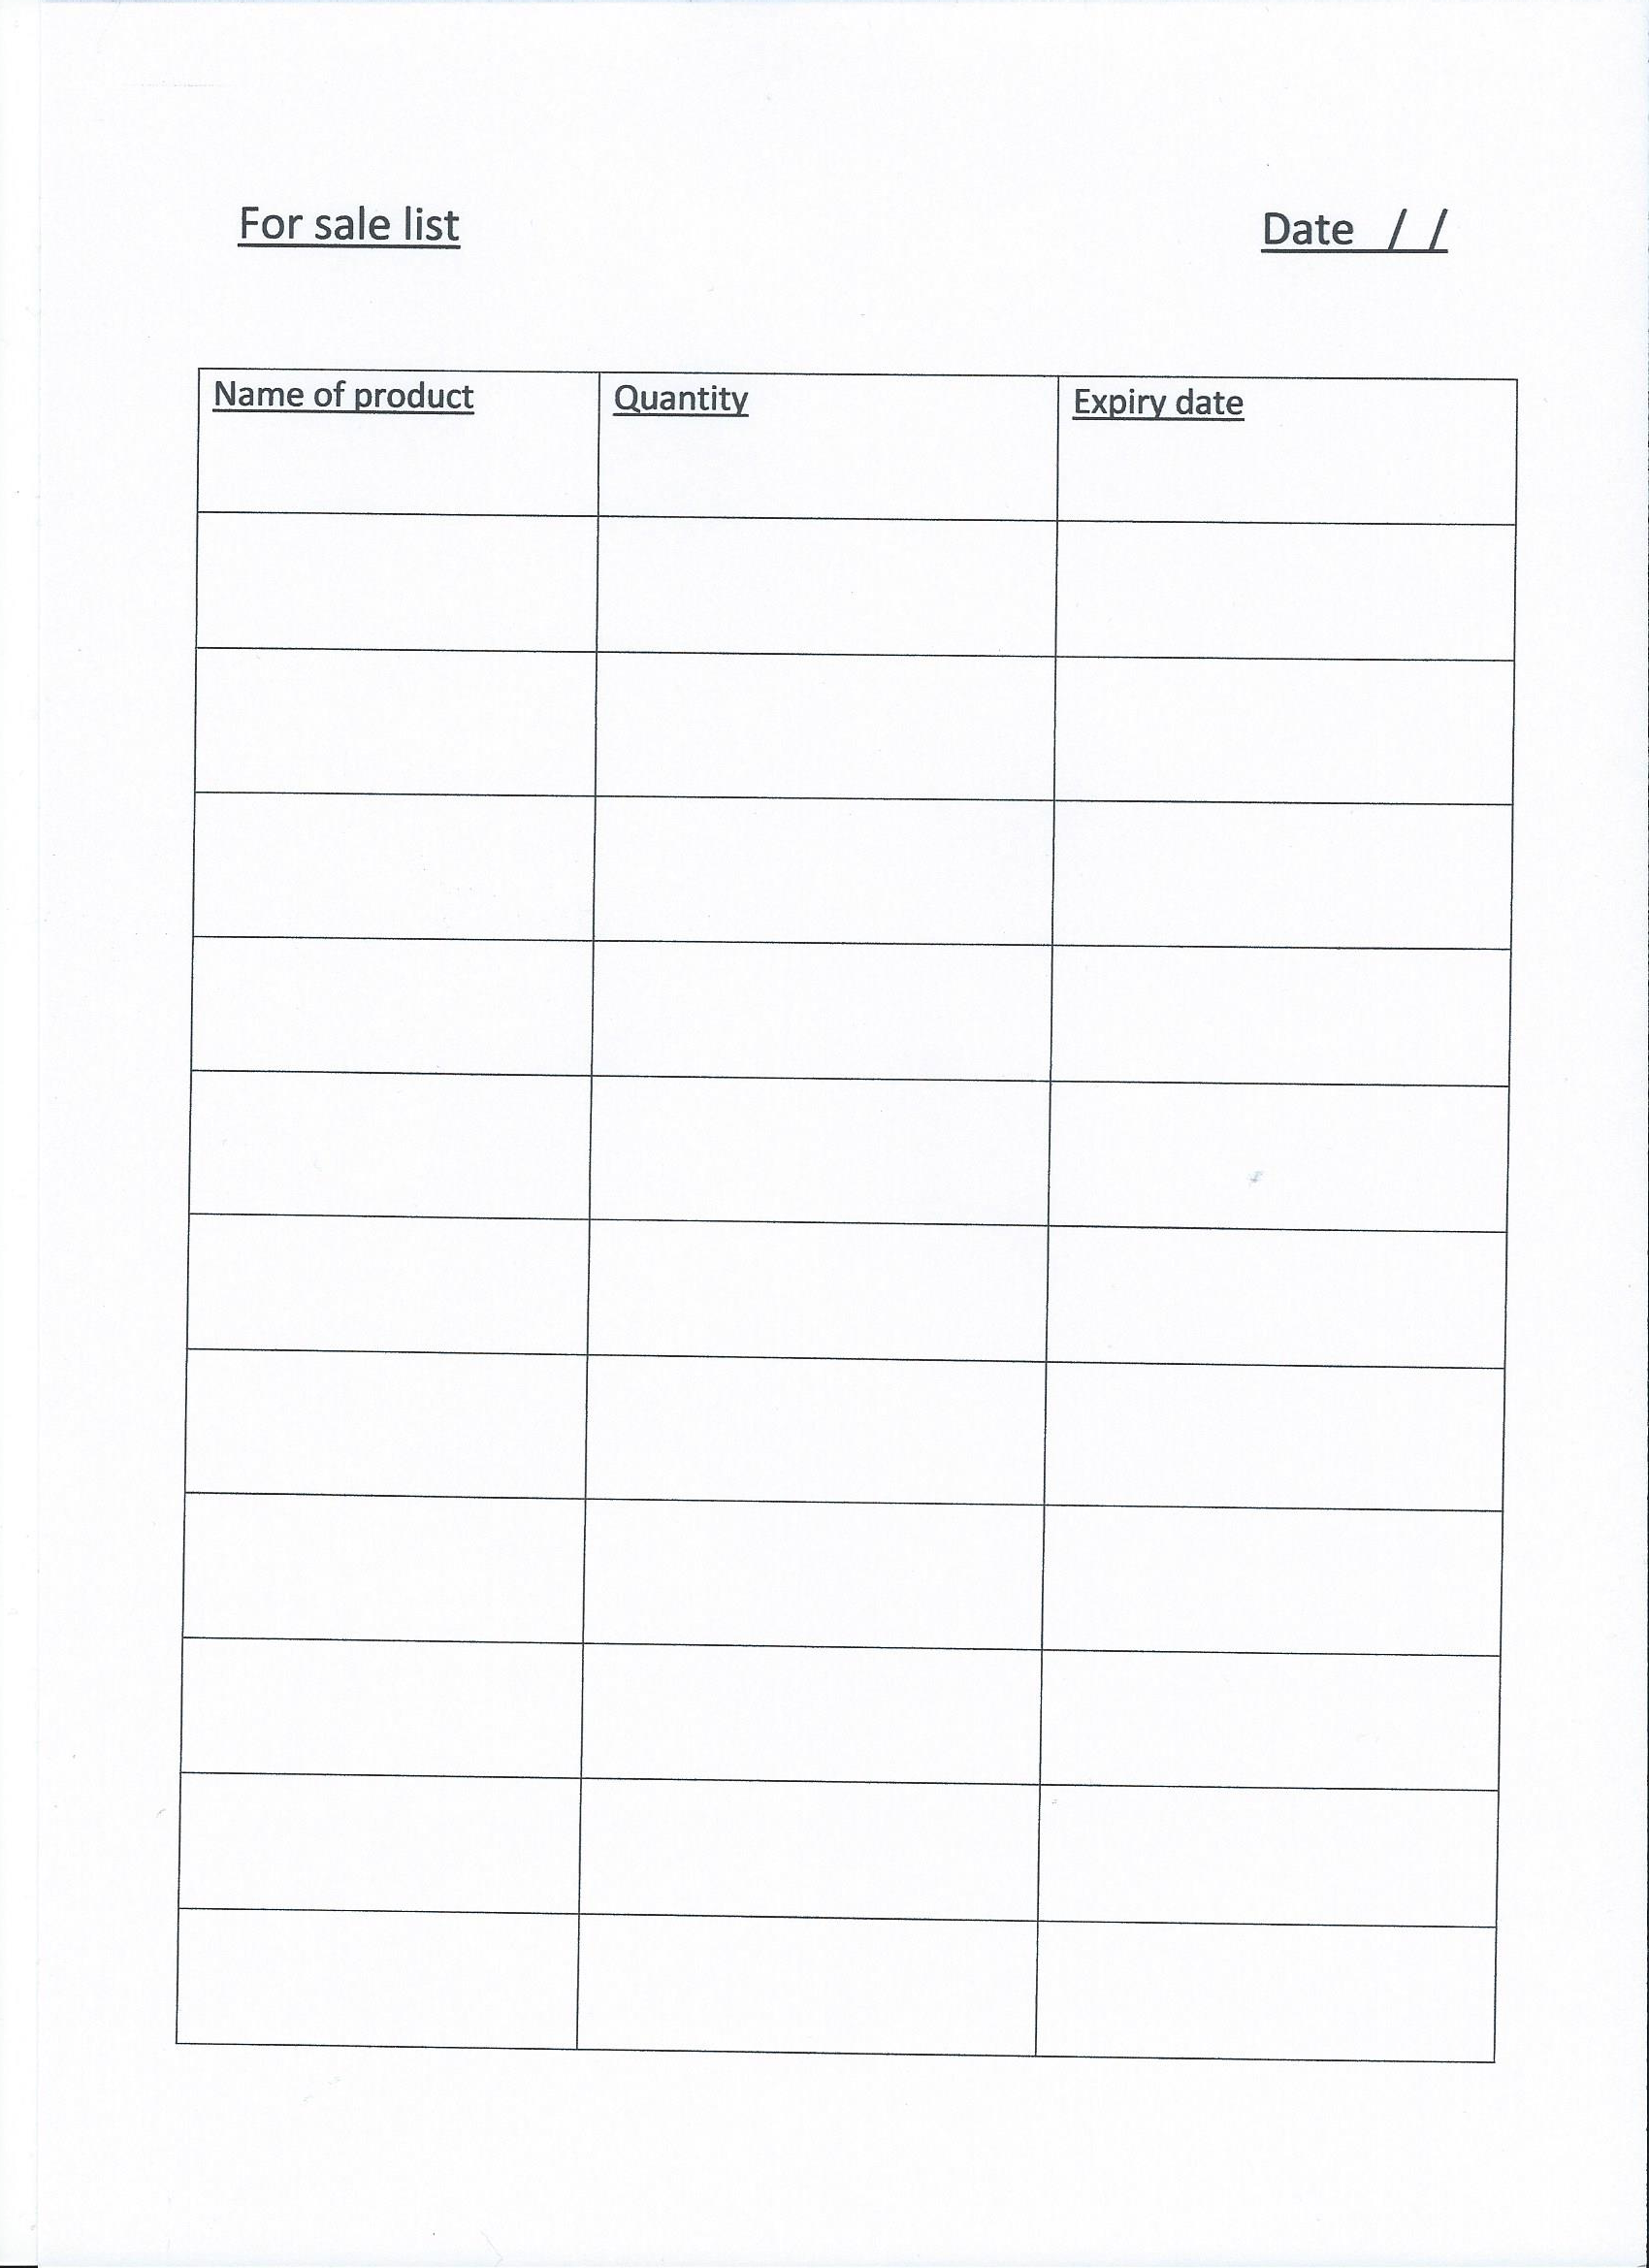 For sale list Date / /
Name of product Quantity Expiry date